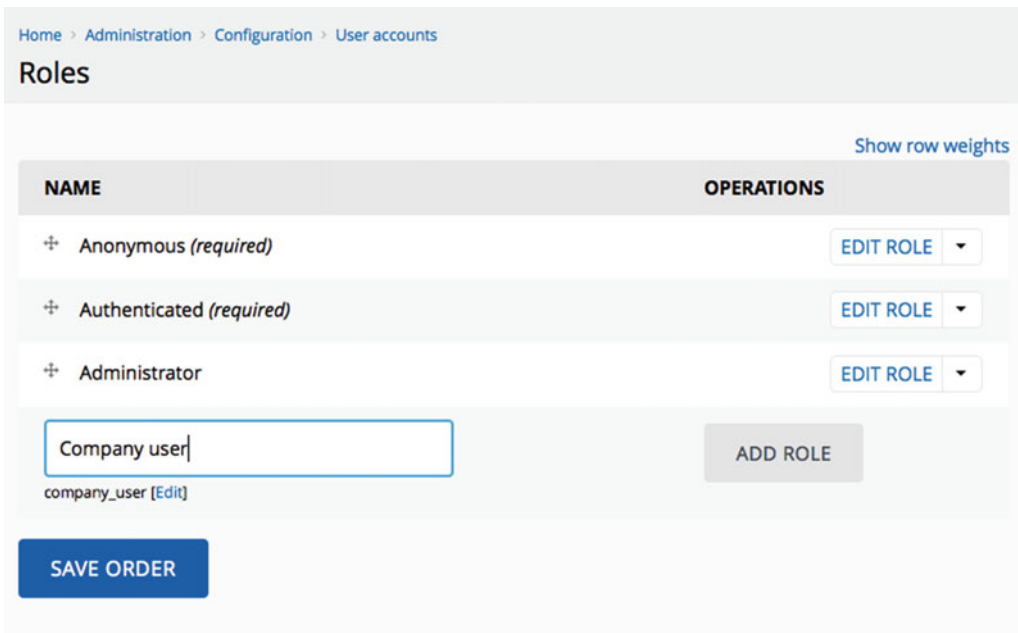 Home > Administration > Configuration > User accounts
Roles
Show row weights
NAME OPERATIONS
Anonymous (required) EDIT ROLE
Authenticated (required) EDIT ROLE
Administrator EDIT ROLE
Company user ADD ROLE
company_user [Edit]
SAVE ORDER